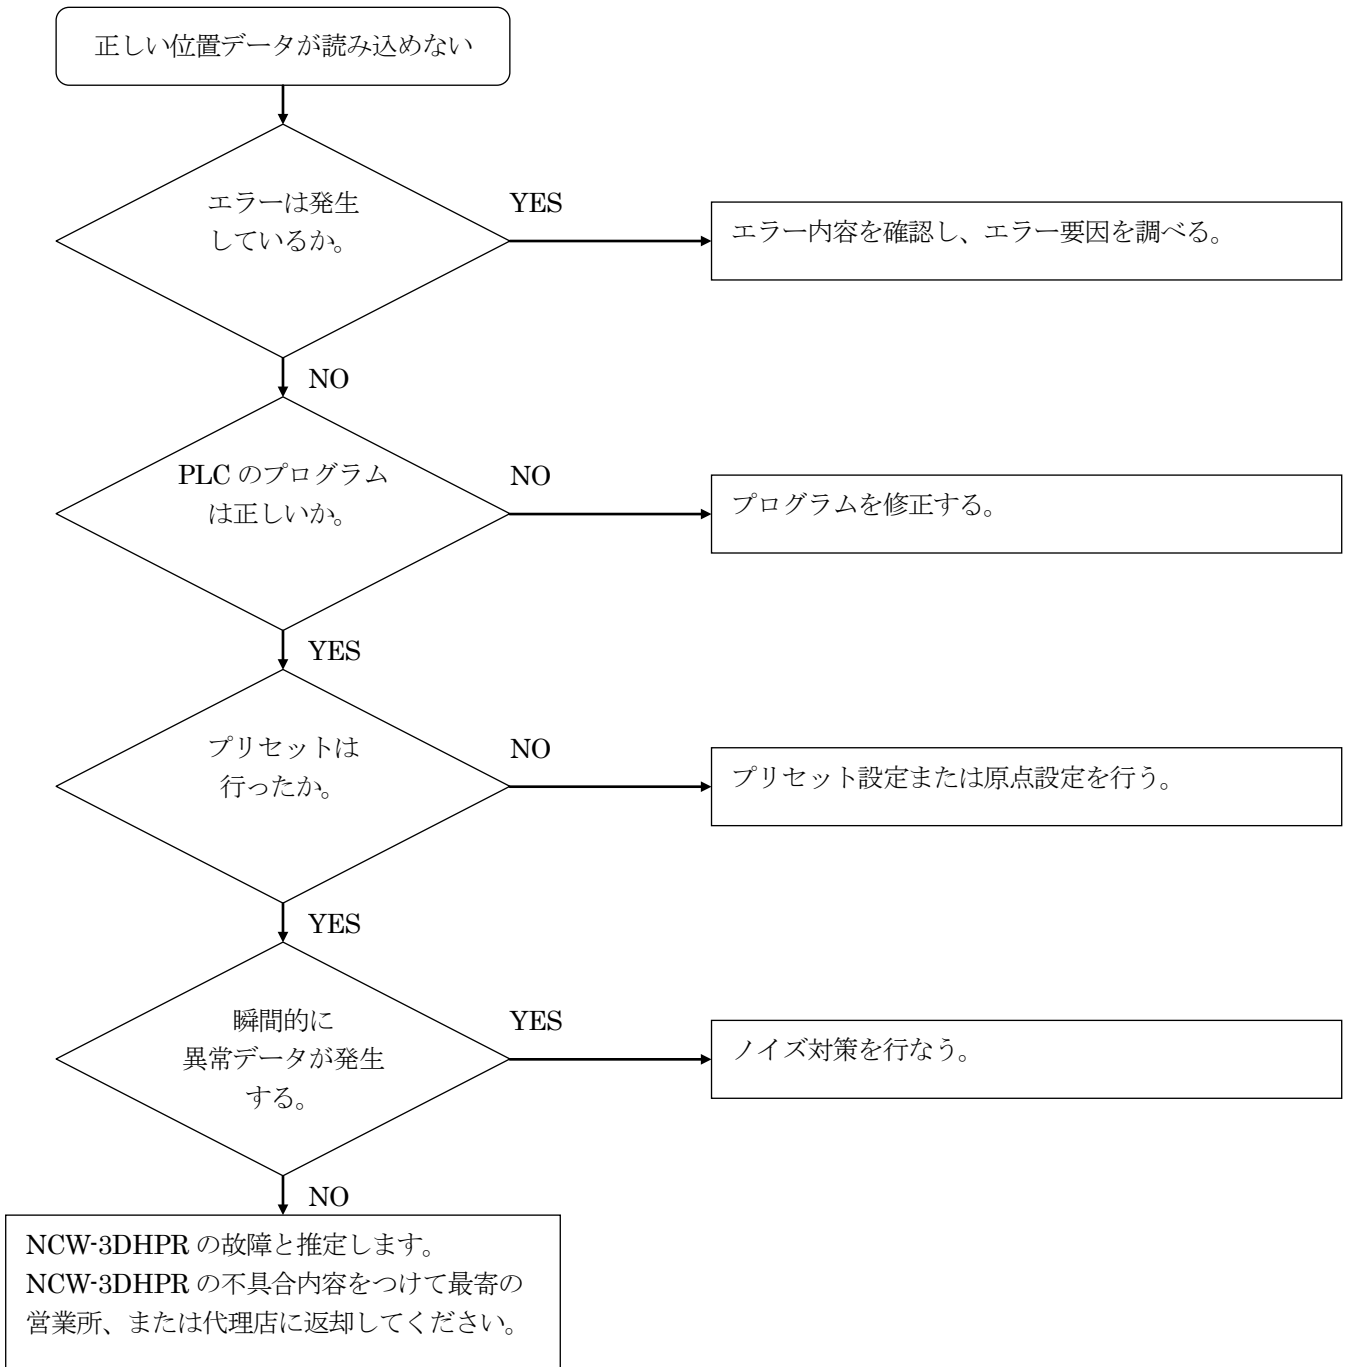 正しい位置データが読み込めない
エラーは発生
しているか。
YES
エラー内容を確認し、エラー要因を調べる。
NO
PLC のプログラム
は正しいか。
NO
プログラムを修正する。
YES
プリセットは
行ったか。
NO
プリセット設定または原点設定を行う。
YES
瞬間的に
異常データが発生
する。
YES
ノイズ対策を行なう。
NO
NCW-3DHPR の故障と推定します。
NCW-3DHPR の不具合内容をつけて最寄の
営業所、または代理店に返却してください。